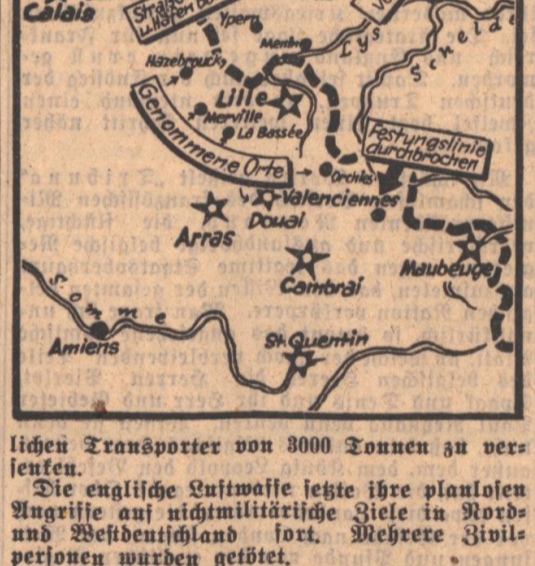 Calais
Straße
u. Häfen
Ypern
Menin
Lys
Schelde
Hazebrouck
Lille
Merville
La Bassée
Genommene Orte
Festungslinie
durchbrochen
Orchies
Valenciennes
Douai
Arras
Cambrai
Maubeuge
Somme
Amiens
St. Quentin
lichen Transporter von 3000 Tonnen zu ver-
senken.
Die englische Luftwaffe setzte ihre planlosen
Angriffe auf nichtmilitärische Ziele in Nord-
und Westdeutschland fort. Mehrere Zivil-
personen wurden getötet.